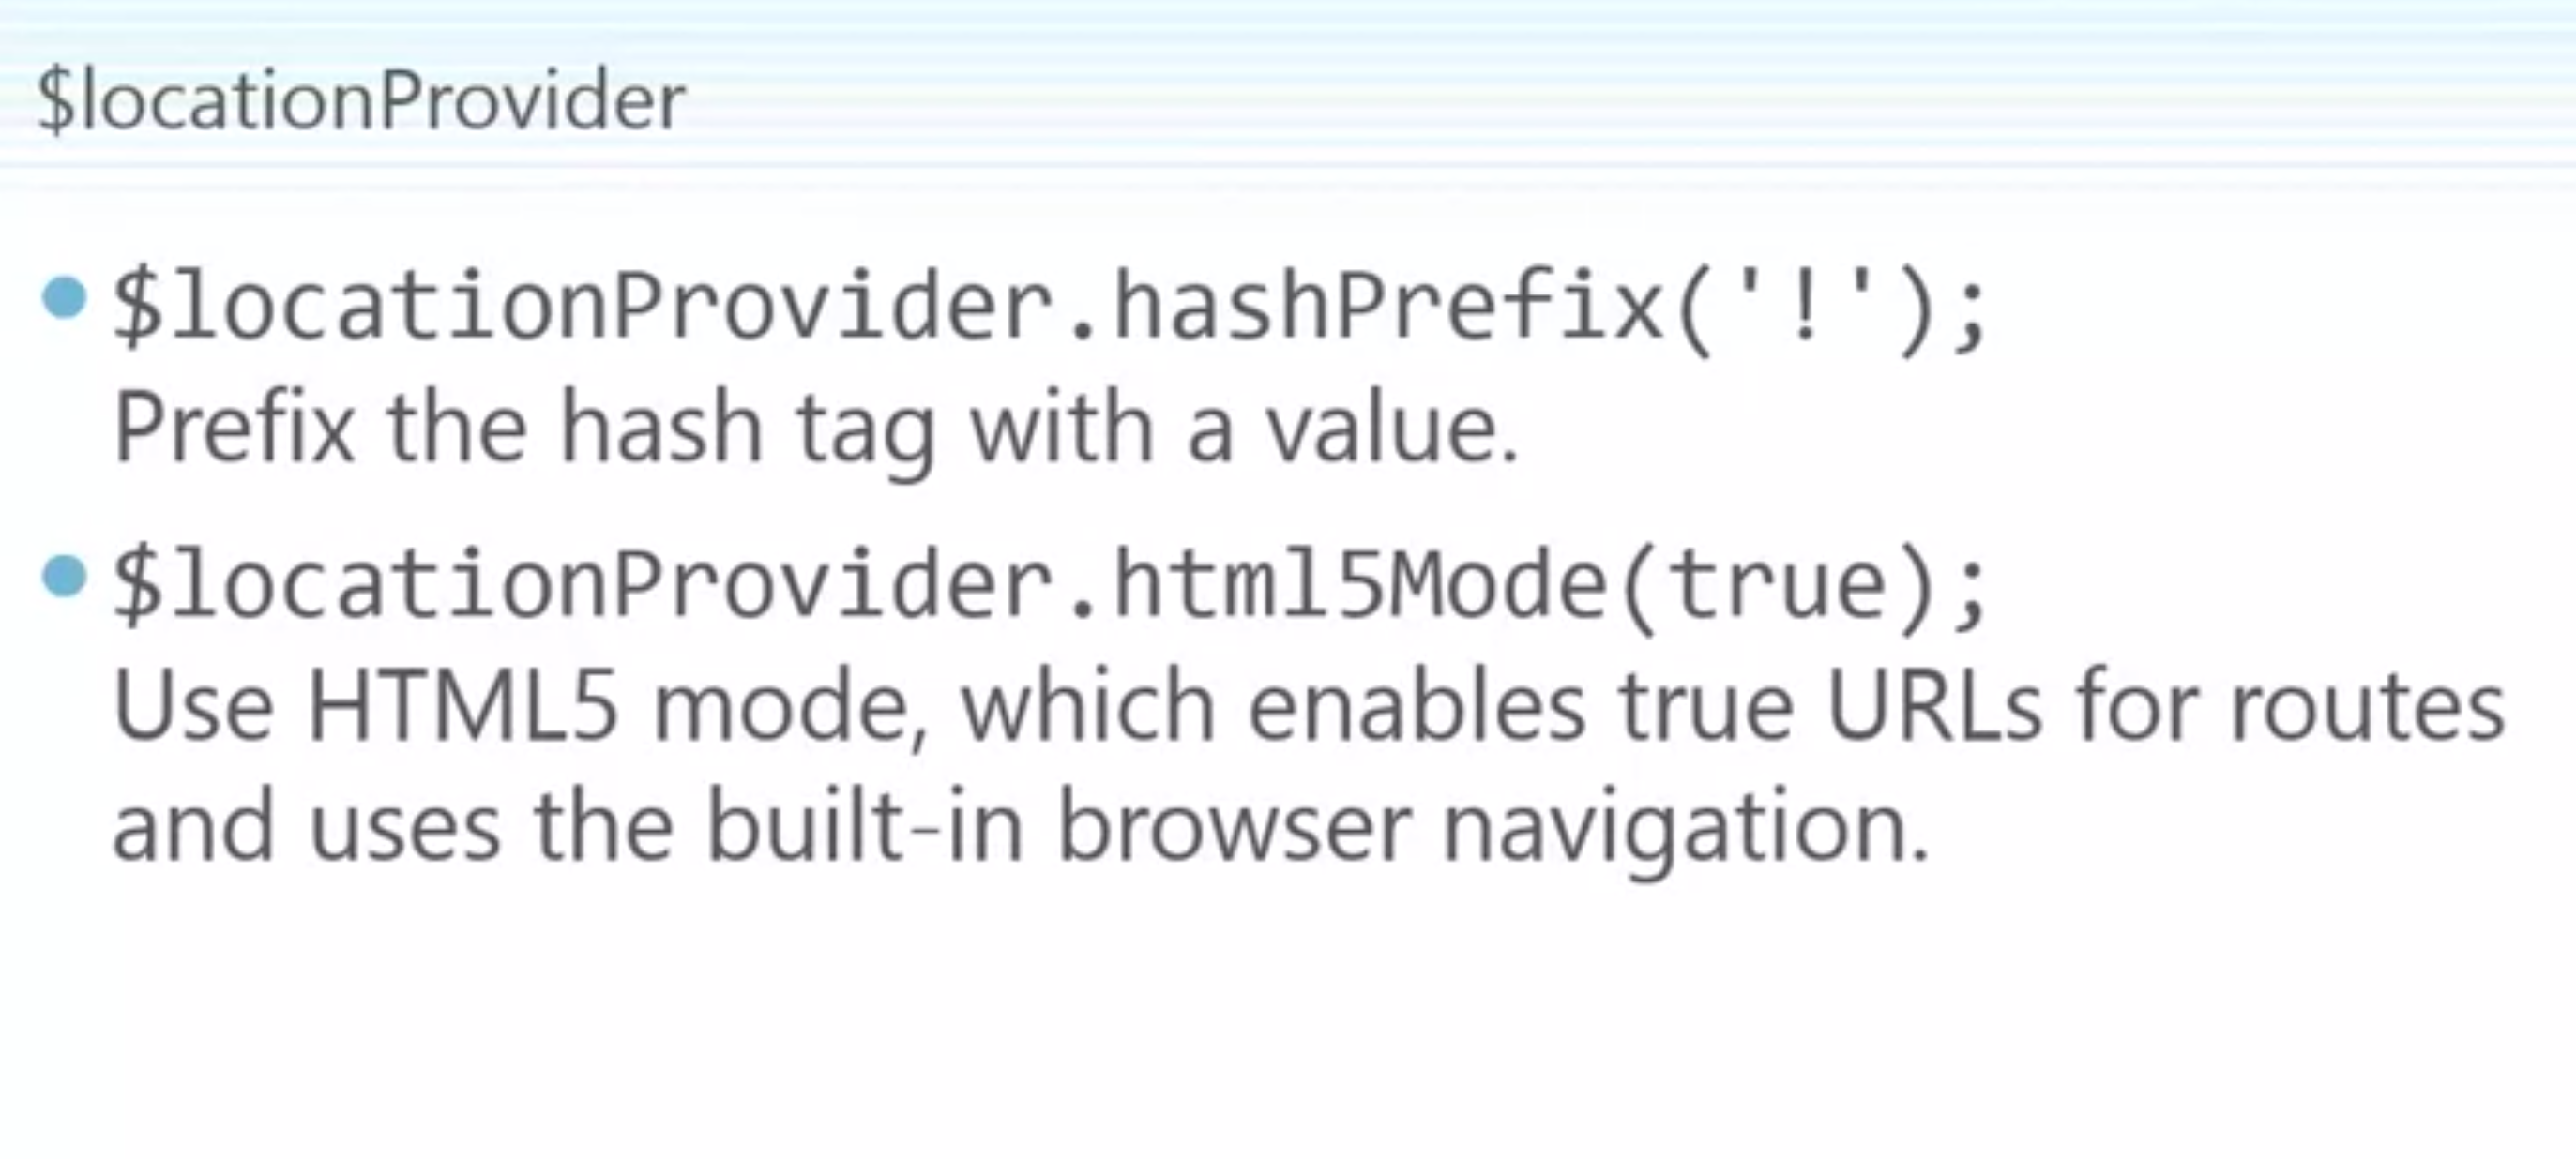 $locationProvider
$locationProvider.hashPrefix('!');
Prefix the hash tag with a value.
$locationProvider.html5Mode(true);
Use HTML5 mode, which enables true URLs for routes
and uses the built-in browser navigation.